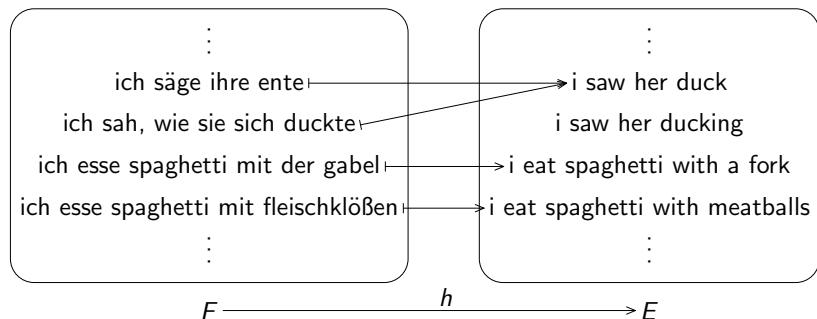 ⋮ ⋮
ich säge ihre ente i saw her duck
ich sah, wie sie sich duckte i saw her ducking
ich esse spaghetti mit der gabel i eat spaghetti with a fork
ich esse spaghetti mit fleischklößen i eat spaghetti with meatballs
⋮ ⋮
h
F E